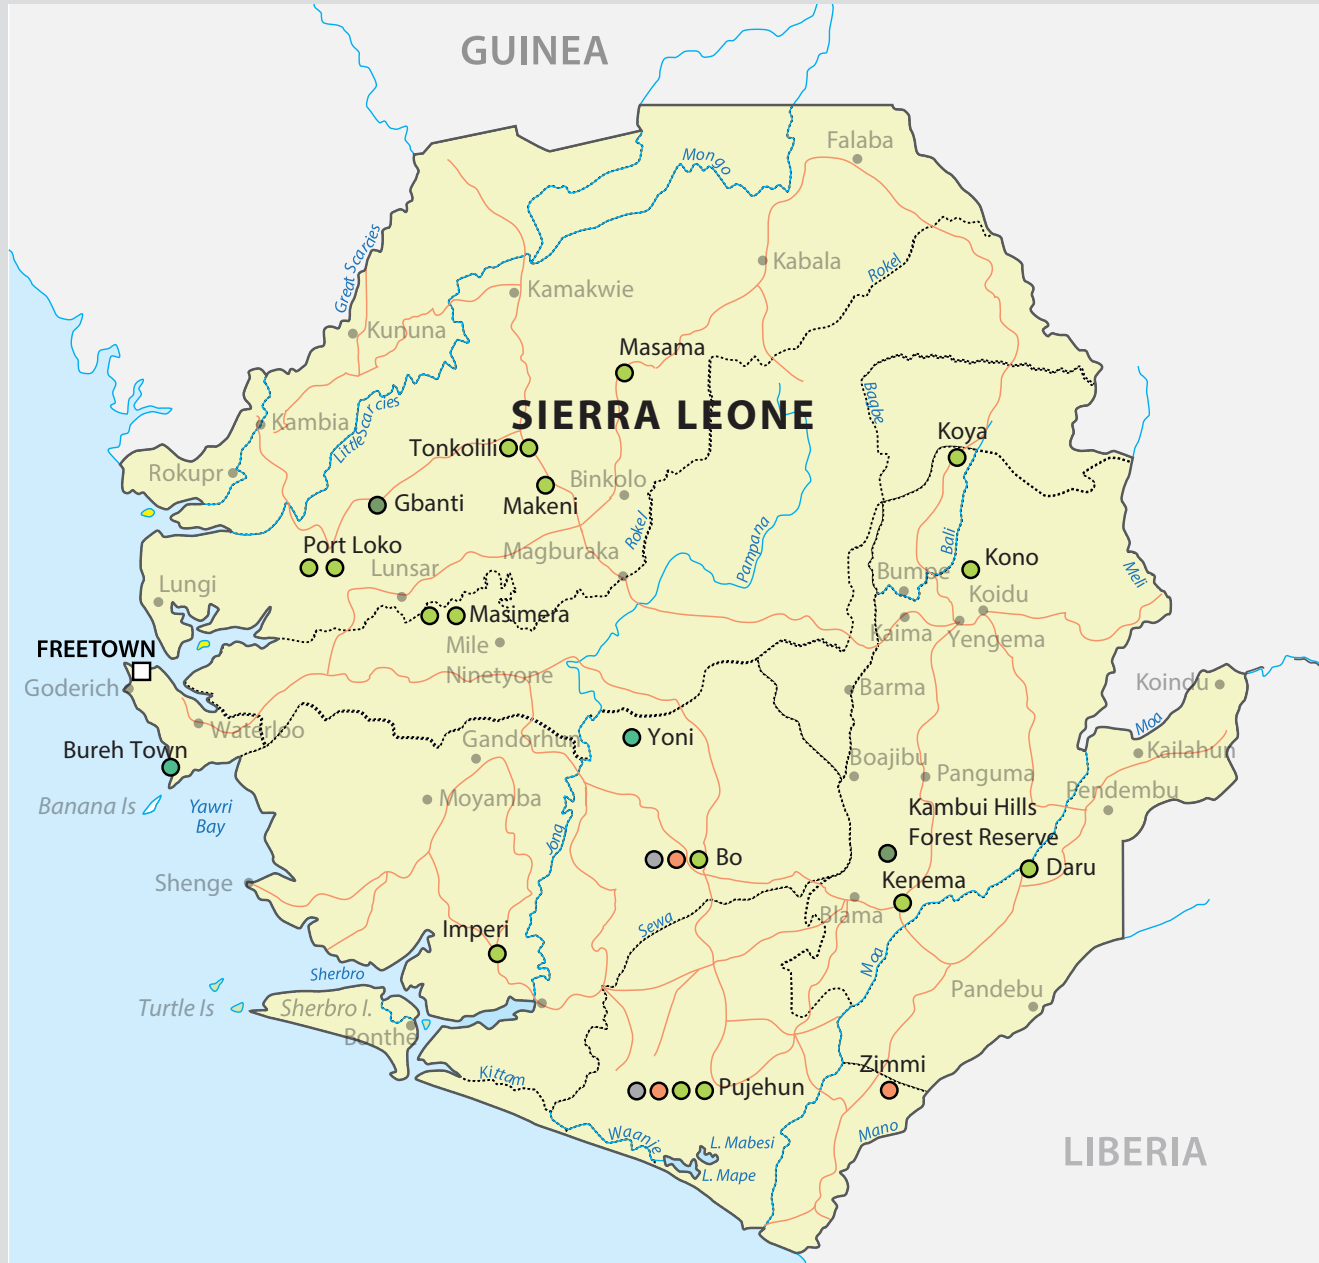 GUINEA
Falaba
Mongo
Great Scarcies
Kabala
Rokel
Kamakwie
Kununa
Masama
Bagbe
SIERRA LEONE
Little Scarcies
Kambia
Koya
Tonkolili
Rokupr
Binkolo
Gbanti
Makeni
Rokel
Pampana
Bali
Port Loko
Magburaka
Kono
Lunsar
Bumpe
Meli
Lungi
Koidu
Masimera
Kaima
Yengema
Mile
Ninetyone
FREETOWN
Goderich
Barma
Koindu
Moa
Waterloo
Gandorhun
Yoni
Bureh Town
Boajibu
Kailahun
Panguma
Pendembu
Banana Is
Yawri
Bay
Moyamba
Kambui Hills
Forest Reserve
Jong
Bo
Daru
Shenge
Kenema
Blama
Imperi
Sewa
Moa
Sherbro
Turtle Is
Sherbro I.
Pandebu
Bonthe
Kittam
Zimmi
Pujehun
Waanje
L. Mabesi
Mano
L. Mape
LIBERIA